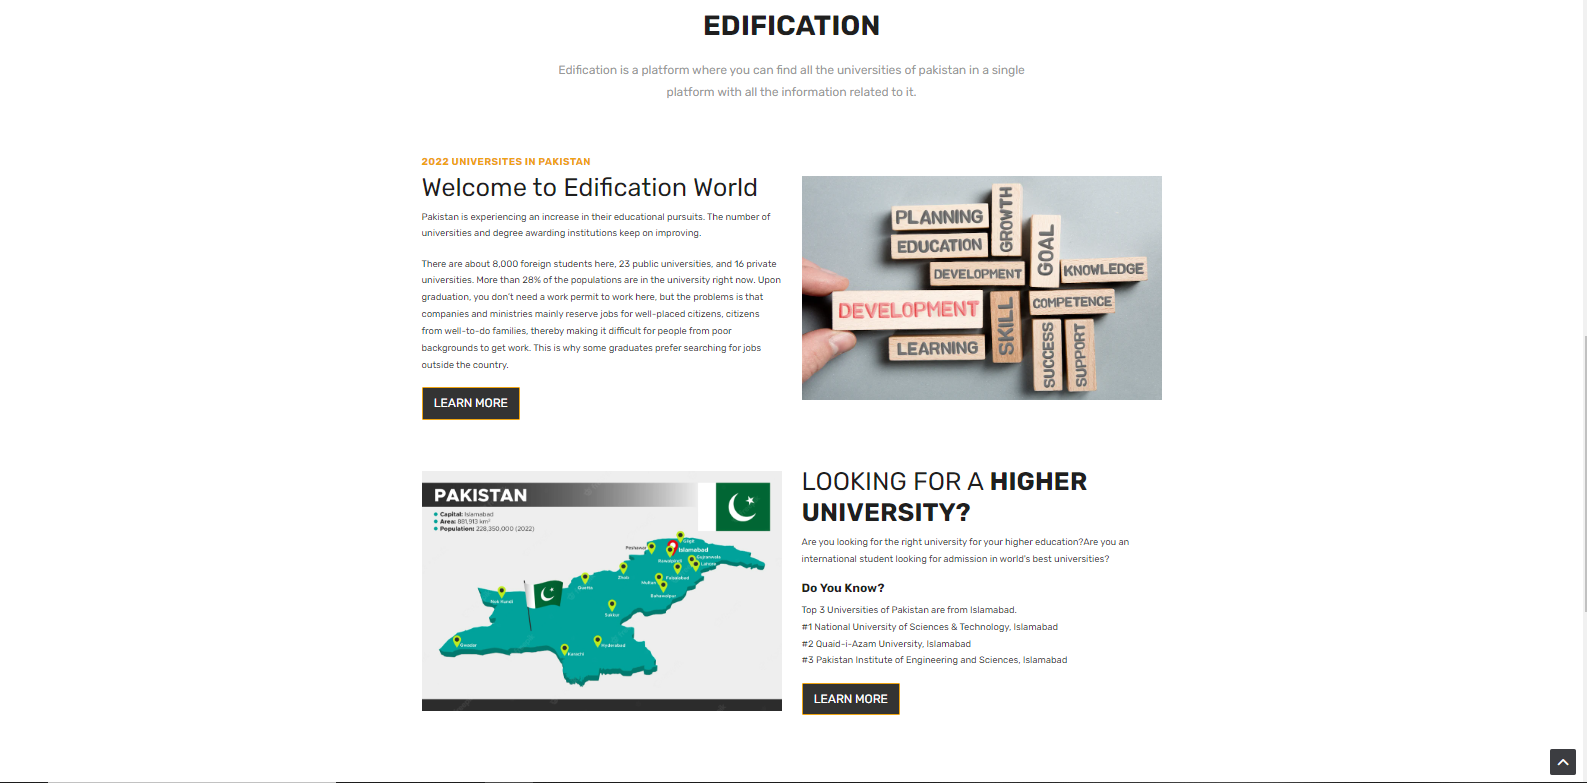 EDIFICATION
Edification is a platform where you can find all the universities of pakistan in a single
platform with all the information related to it.
2022 UNIVERSITES IN PAKISTAN
Welcome to Edification World
Pakistan is experiencing an increase in their educational pursuits. The number of
universities and degree awarding institutions keep on improving.
There are about 8,000 foreign students here, 23 public universities, and 16 private
universities. More than 28% of the populations are in the university right now. Upon
graduation, you don't need a work permit to work here, but the problems is that
companies and ministries mainly reserve jobs for well-placed citizens, citizens
from well-to-do families, thereby making it difficult for people from poor
backgrounds to get work. This is why some graduates prefer searching for jobs
outside the country.
LEARN MORE
PLANNING
GROWTH
EDUCATION
GOAL
DEVELOPMENT
KNOWLEDGE
DEVELOPMENT
SKILL
COMPETENCE
LEARNING
SUCCESS
SUPPORT
PAKISTAN
Capital: Islamabad
Area: 881,913 km²
Population: 228,350,000 (2022)
Gilgit
Peshawar
Islamabad
Rawalpindi
Gujranwala
Lahore
Zhob
Faisalabad
Multan
Quetta
Bahawalpur
Nok Kundi
Sukkur
Gwadar
Hyderabad
Karachi
LOOKING FOR A HIGHER
UNIVERSITY?
Are you looking for the right university for your higher education?Are you an
international student looking for admission in world's best universities?
Do You Know?
Top 3 Universities of Pakistan are from Islamabad.
#1 National University of Sciences & Technology, Islamabad
#2 Quaid-i-Azam University, Islamabad
#3 Pakistan Institute of Engineering and Sciences, Islamabad
LEARN MORE